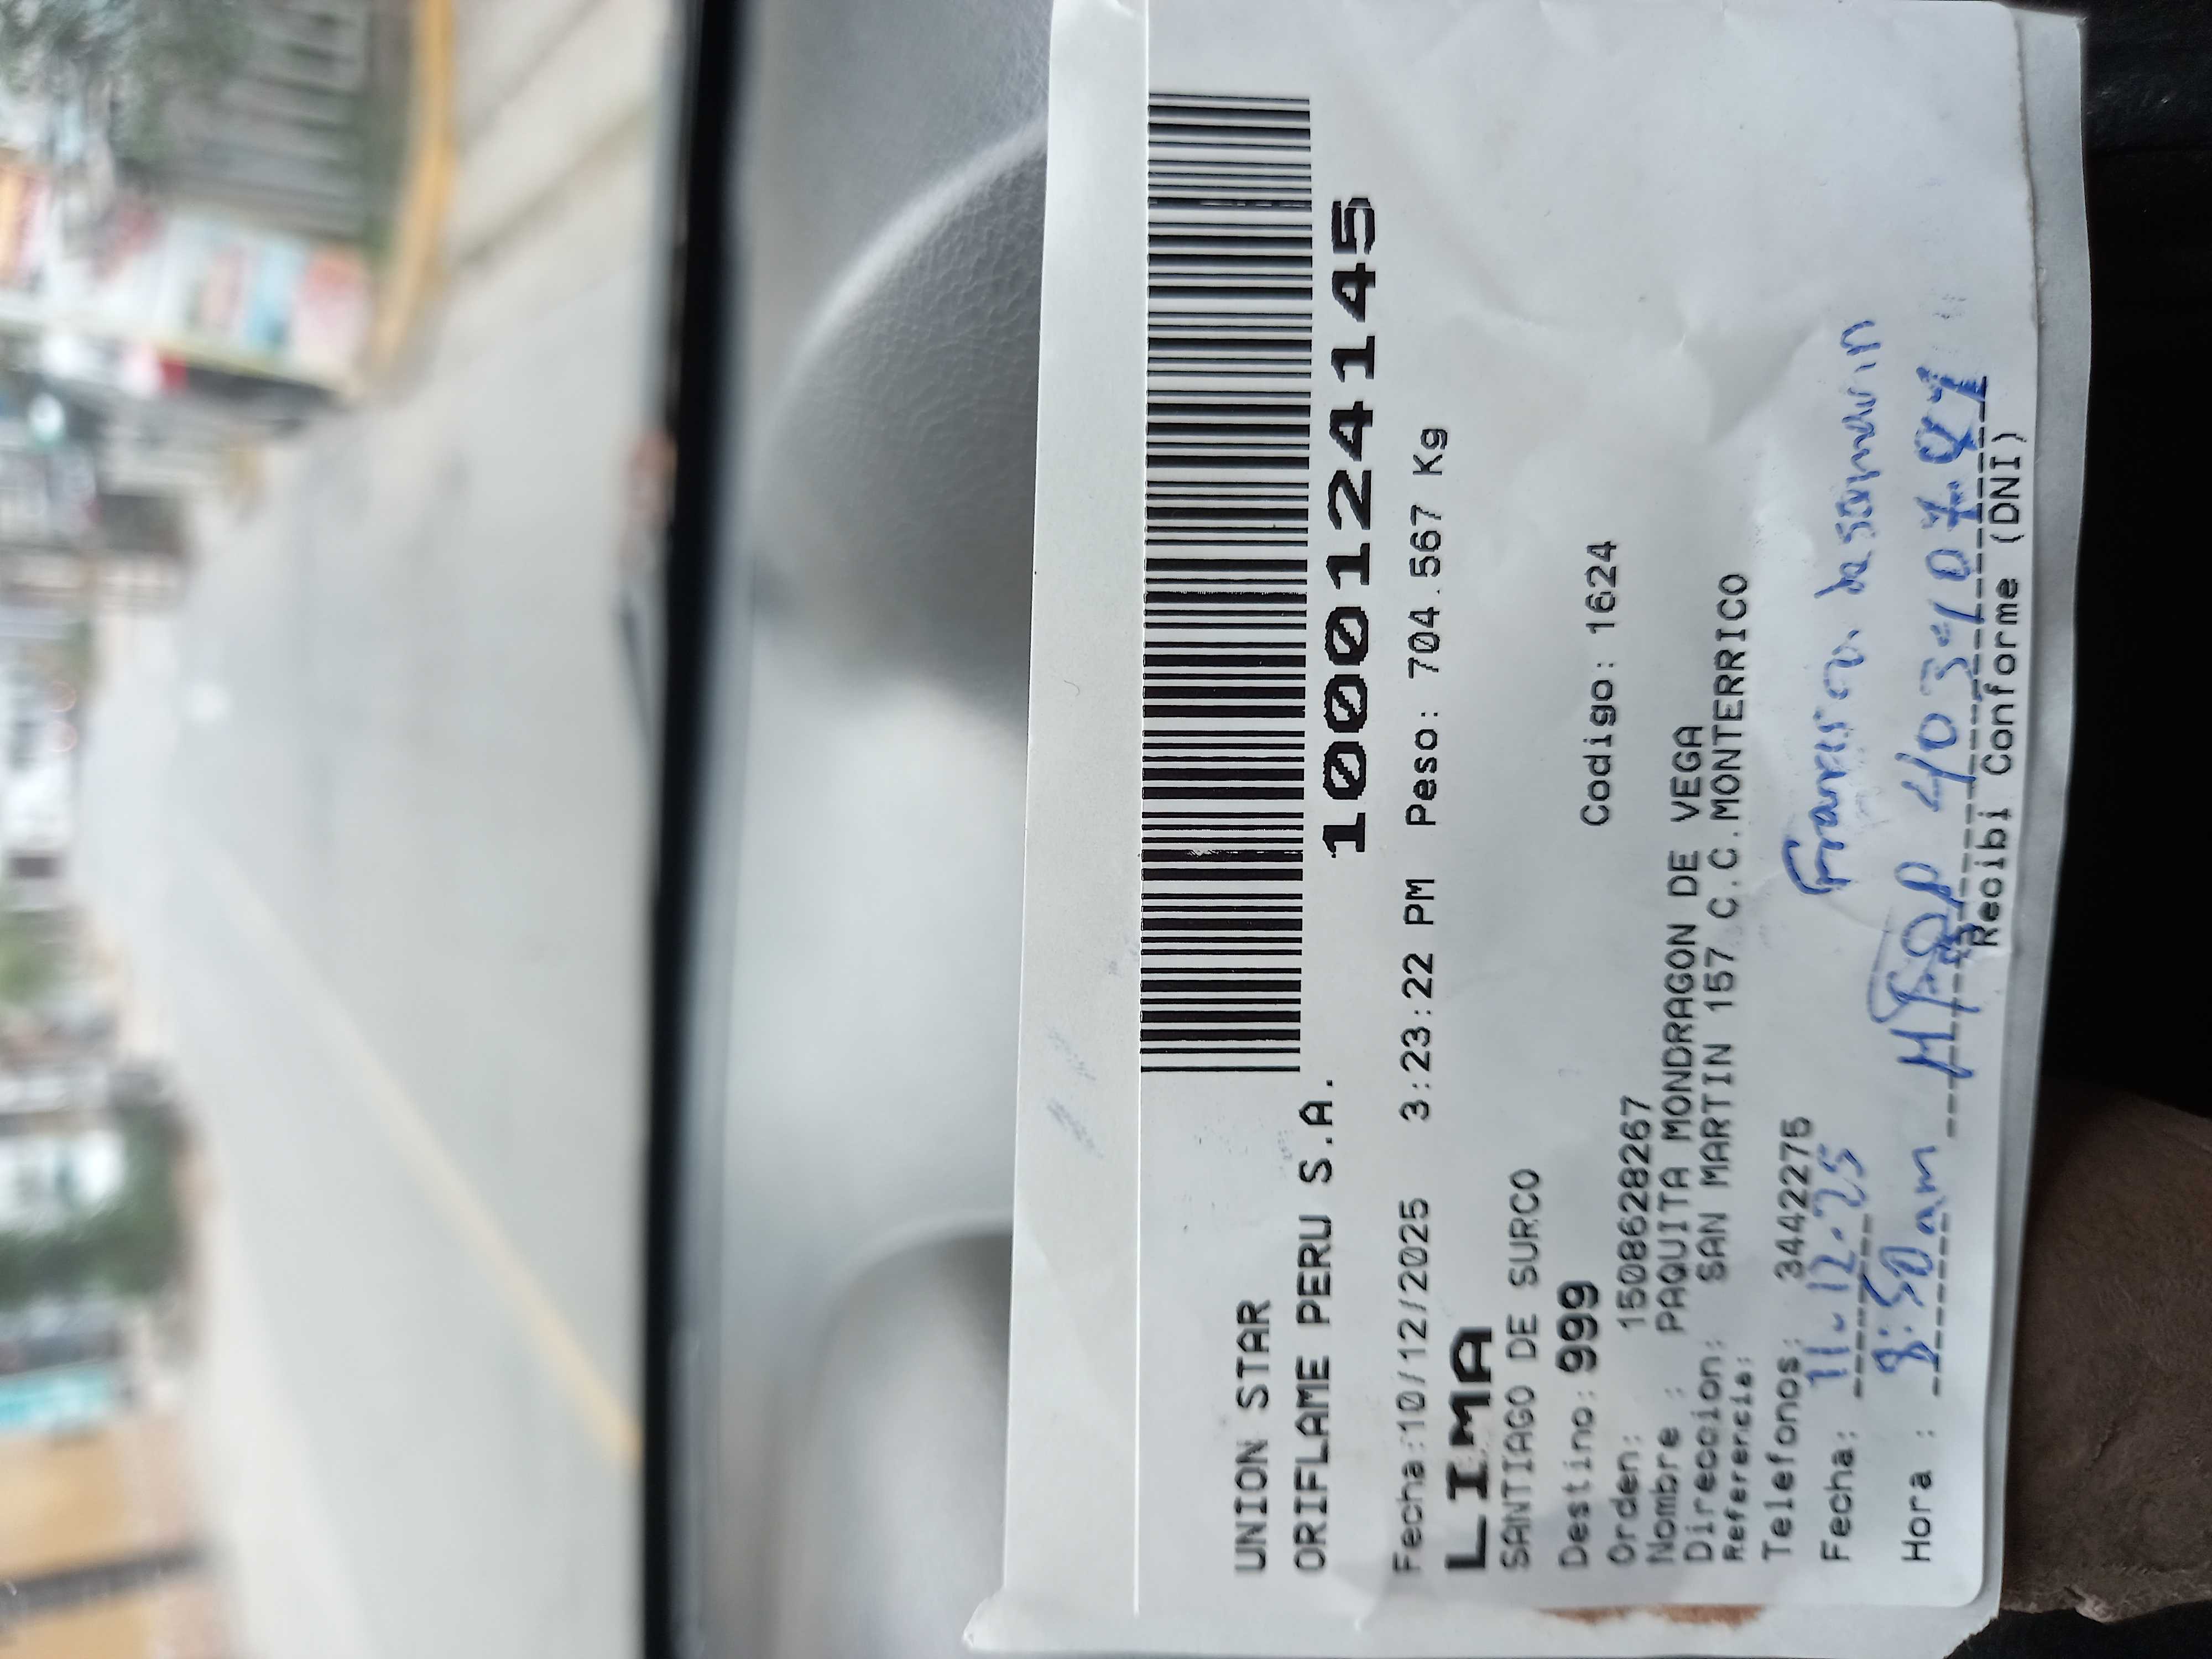 UNION STAR
ORIFLAME PERU S.A.
1000124145
Fecha:10/12/2025 3:23:22 PM Peso: 704.567 Kg
LIMA
SANTIAGO DE SURCO
Destino: 999 Codigo: 1624
Orden: 1508628267
Nombre : PAQUITA MONDRAGON DE VEGA
Direccion: SAN MARTIN 157 C.C.MONTERRICO
Referencia:
Telefonos: 3442275
Fecha: 11-12-25
Hora : 8:50am
Recibi Conforme (DNI)